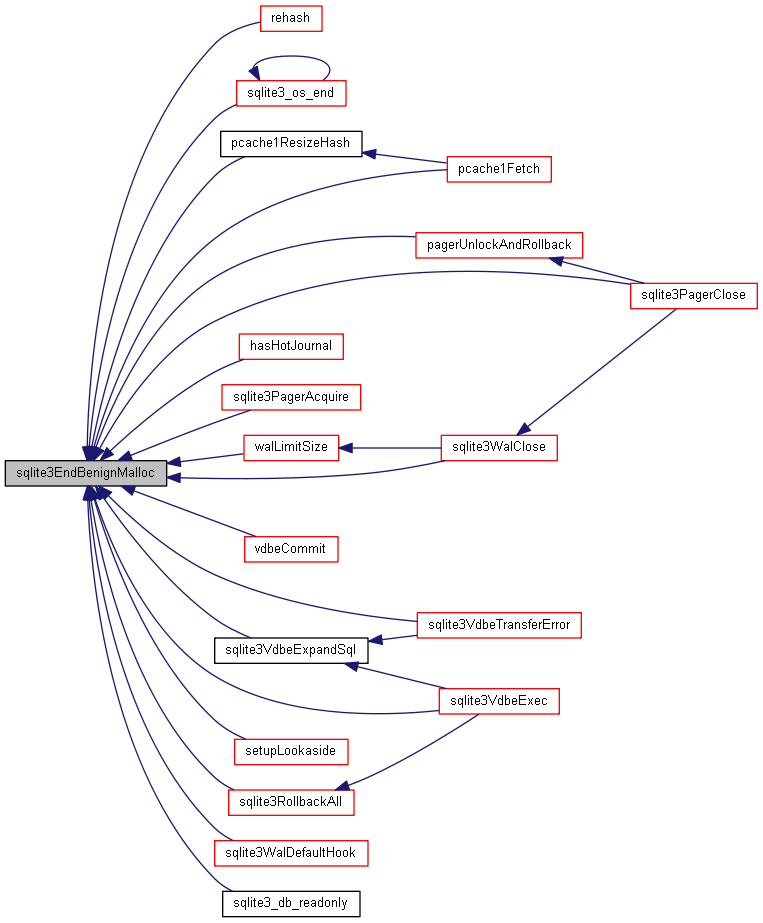 rehash
sqlite3_os_end
pcache1ResizeHash
pcache1Fetch
pagerUnlockAndRollback
sqlite3PagerClose
hasHotJournal
sqlite3PagerAcquire
walLimitSize
sqlite3WalClose
sqlite3EndBenignMalloc
vdbeCommit
sqlite3VdbeTransferError
sqlite3VdbeExpandSql
sqlite3VdbeExec
setupLookaside
sqlite3RollbackAll
sqlite3WalDefaultHook
sqlite3_db_readonly